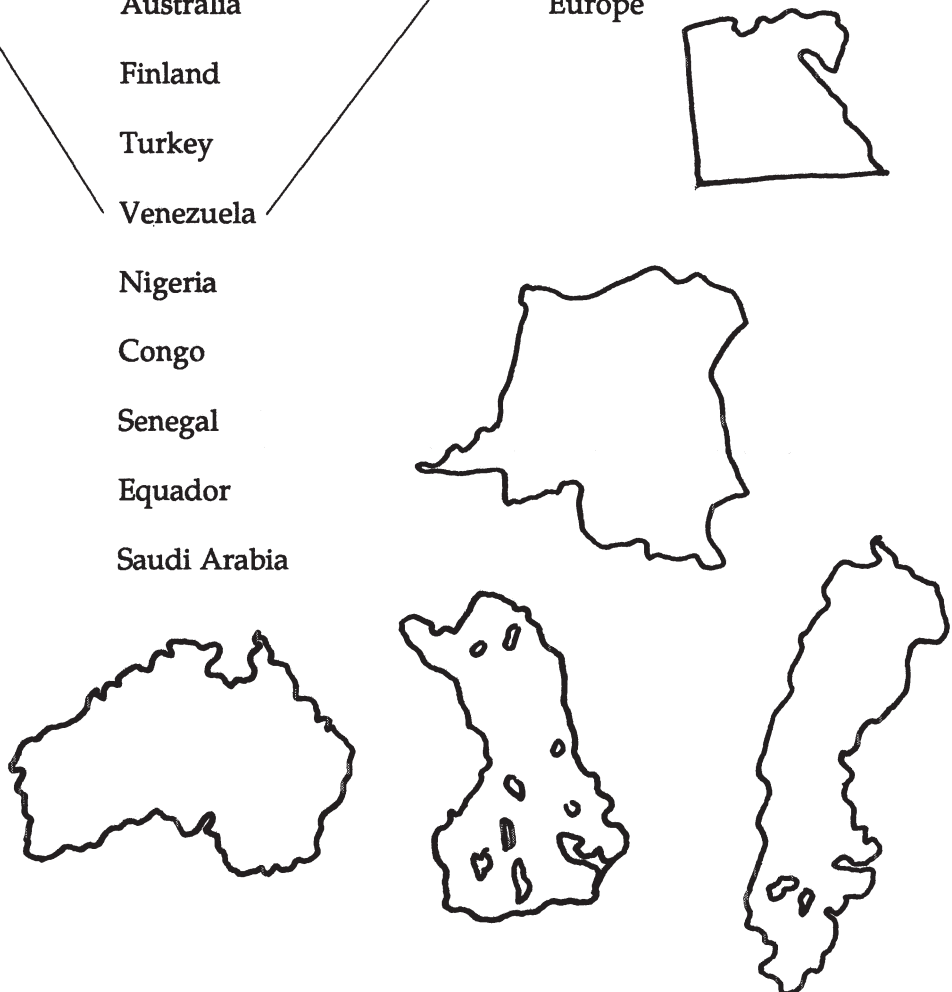 Australia
Europe
Finland
Turkey
Venezuela
Nigeria
Congo
Senegal
Equador
Saudi Arabia